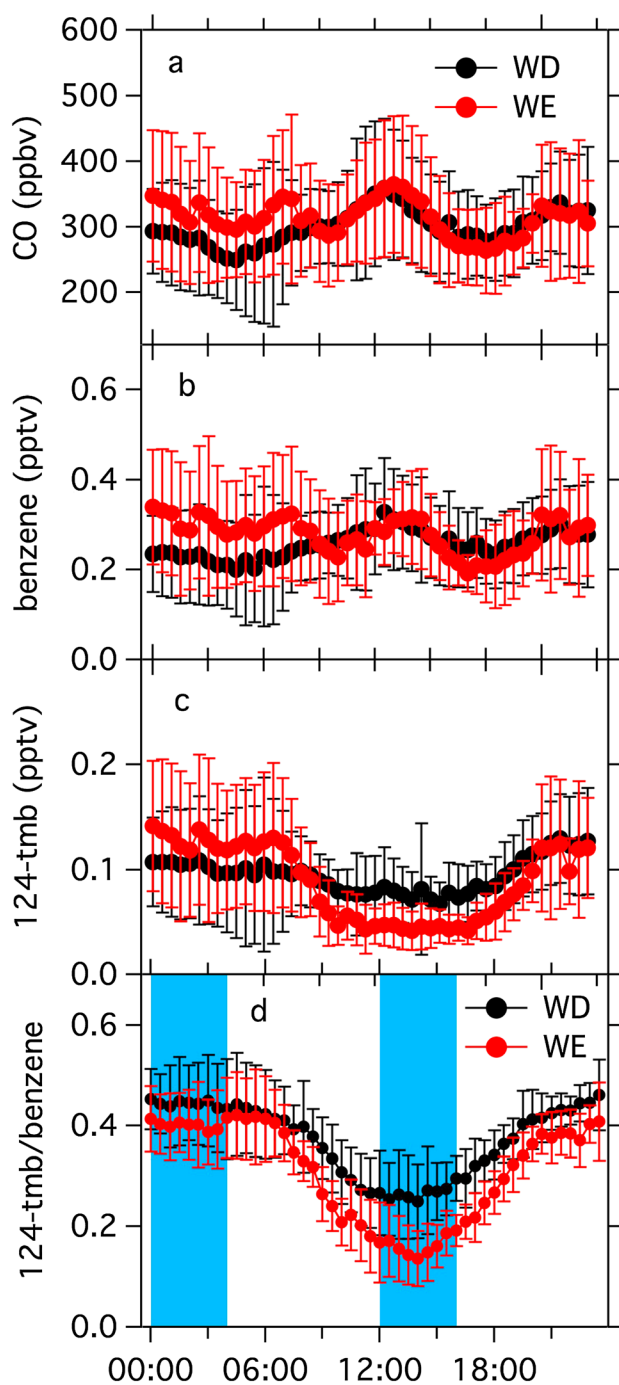 600
a
WD
500
WE
400
CO (ppbv)
300
200
b
0.6
0.4
benzene (pptv)
0.2
0.0
c
0.2
124-tmb (pptv)
0.1
0.0
d
WD
0.6
WE
0.4
124-tmb/benzene
0.2
0.0
00:00 06:00 12:00 18:00